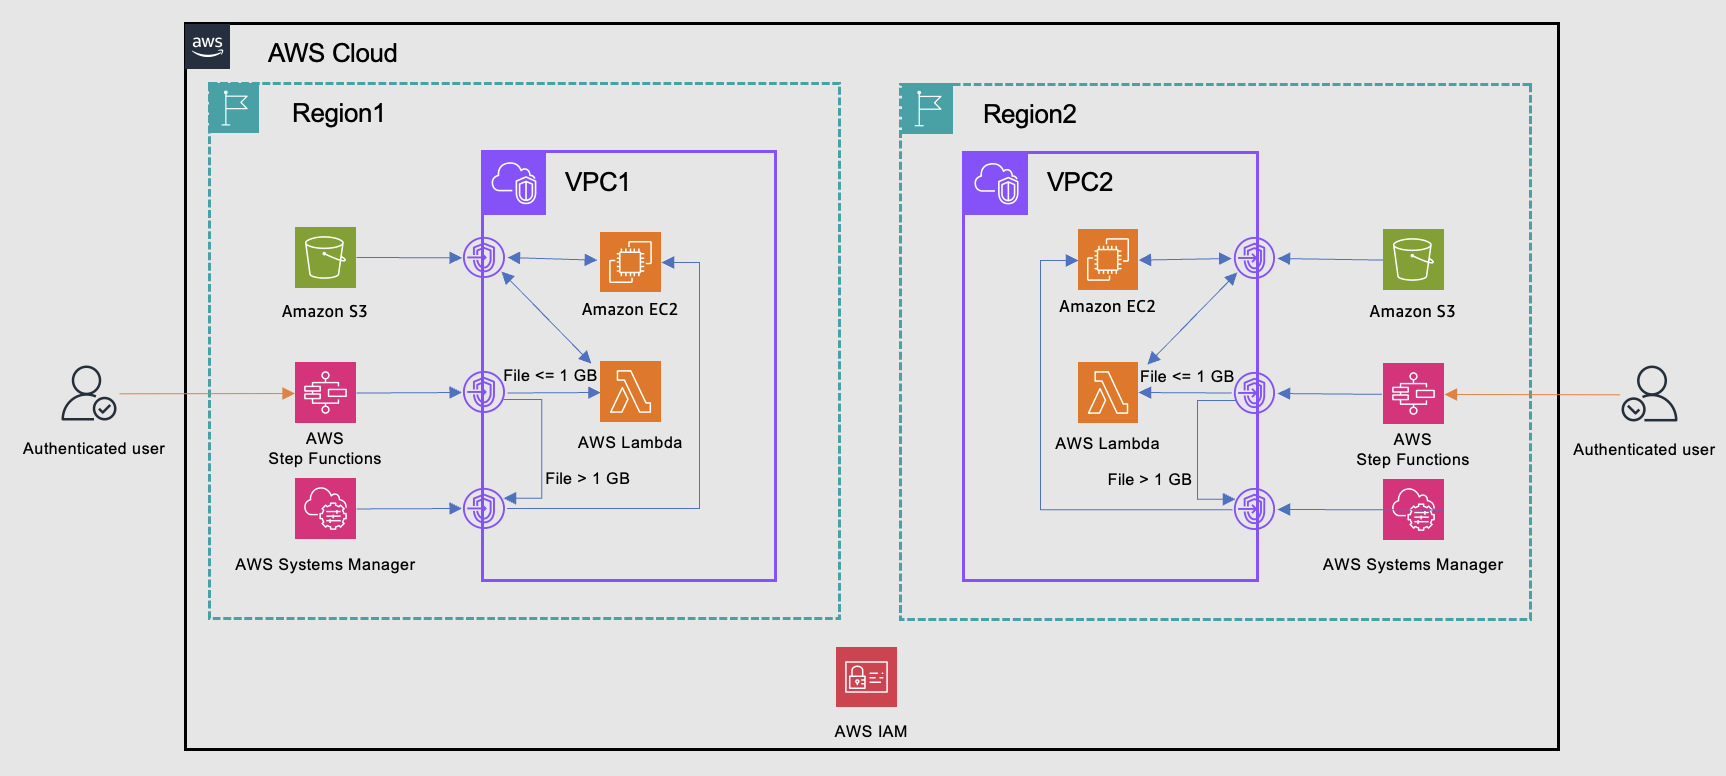 aws
AWS Cloud
Region1
VPC1
Amazon S3
Amazon EC2
File <= 1 GB
AWS Lambda
AWS
Step Functions
File > 1 GB
AWS Systems Manager
Authenticated user
Region2
VPC2
Amazon EC2
Amazon S3
File <= 1 GB
AWS Lambda
AWS
Step Functions
File > 1 GB
AWS Systems Manager
Authenticated user
AWS IAM